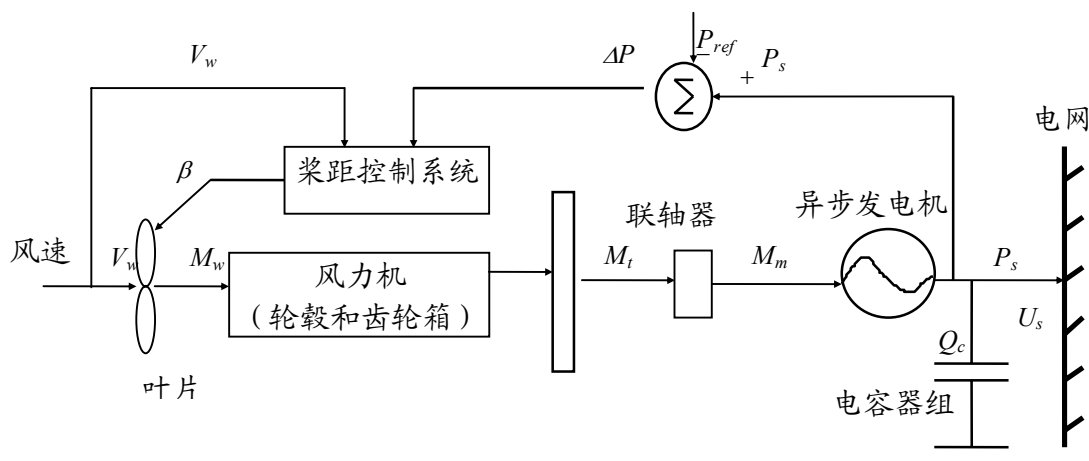 P_ref
V_w
ΔP
P_s
+
Σ
电网
桨距控制系统
β
联轴器
异步发电机
风速
V_w
M_w
风力机
（轮毂和齿轮箱）
M_t
M_m
P_s
U_s
Q_c
叶片
电容器组